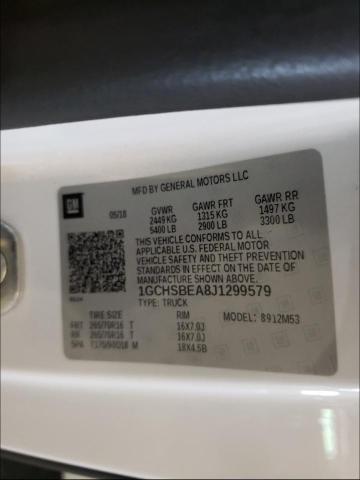 MFD BY GENERAL MOTORS LLC
GM
05/18
GVWR GAWR FRT GAWR RR
2449 KG 1315 KG 1497 KG
5400 LB 2900 LB 3300 LB
THIS VEHICLE CONFORMS TO ALL
APPLICABLE U.S. FEDERAL MOTOR
VEHICLE SAFETY AND THEFT PREVENTION
STANDARDS IN EFFECT ON THE DATE OF
MANUFACTURE SHOWN ABOVE.
1GCHSBEA8J1299579
TYPE: TRUCK MODEL: 8912M53
TIRE SIZE RIM
FRT 265/70R16 T 16X7.0J
RR 265/70R16 T 16X7.0J
SPA M 18X4.5B